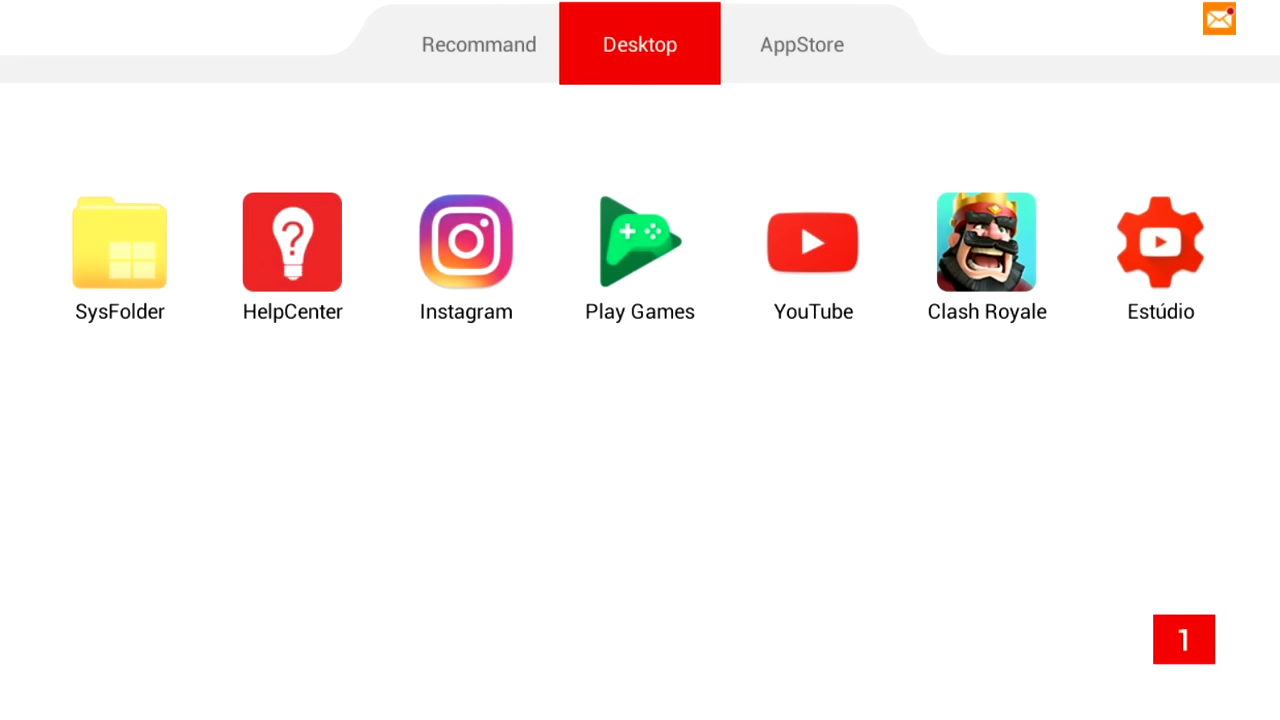 Recommand
Desktop
AppStore
SysFolder
HelpCenter
Instagram
Play Games
YouTube
Clash Royale
Estúdio
1